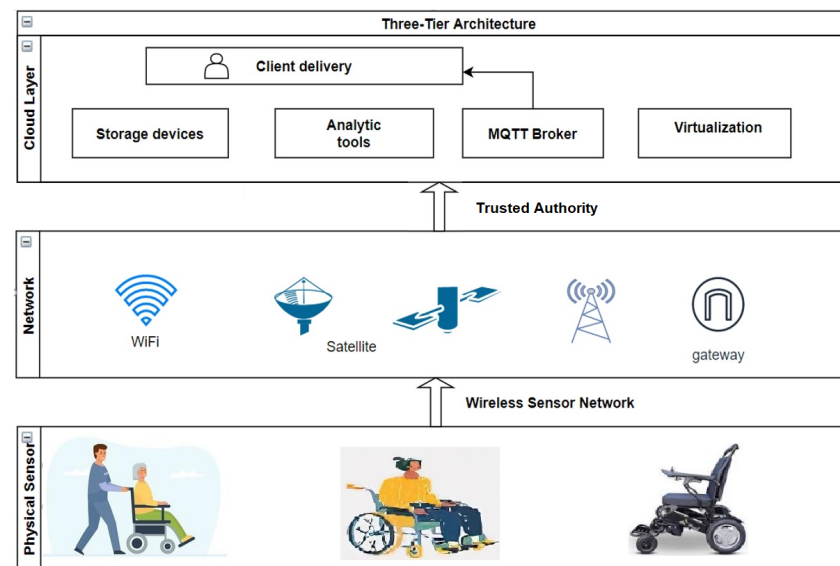 Three-Tier Architecture
Cloud Layer
Client delivery
Storage devices
Analytic
tools
MQTT Broker
Virtualization
Trusted Authority
Network
WiFi
Satellite
gateway
Wireless Sensor Network
Physical Sensor